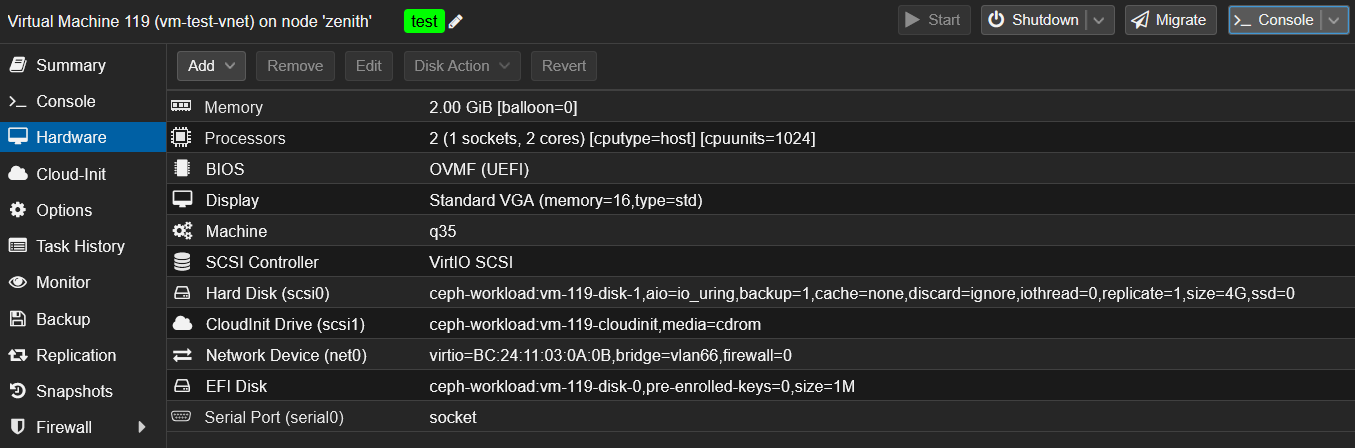 Virtual Machine 119 (vm-test-vnet) on node 'zenith' test Start Shutdown Migrate Console
Summary
Console
Hardware
Cloud-Init
Options
Task History
Monitor
Backup
Replication
Snapshots
Firewall
Add Remove Edit Disk Action Revert
Memory 2.00 GiB [balloon=0]
Processors 2 (1 sockets, 2 cores) [cputype=host] [cpuunits=1024]
BIOS OVMF (UEFI)
Display Standard VGA (memory=16,type=std)
Machine q35
SCSI Controller VirtIO SCSI
Hard Disk (scsi0) ceph-workload:vm-119-disk-1,aio=io_uring,backup=1,cache=none,discard=ignore,iothread=0,replicate=1,size=4G,ssd=0
CloudInit Drive (scsi1) ceph-workload:vm-119-cloudinit,media=cdrom
Network Device (net0) virtio=BC:24:11:03:0A:0B,bridge=vlan66,firewall=0
EFI Disk ceph-workload:vm-119-disk-0,pre-enrolled-keys=0,size=1M
Serial Port (serial0) socket